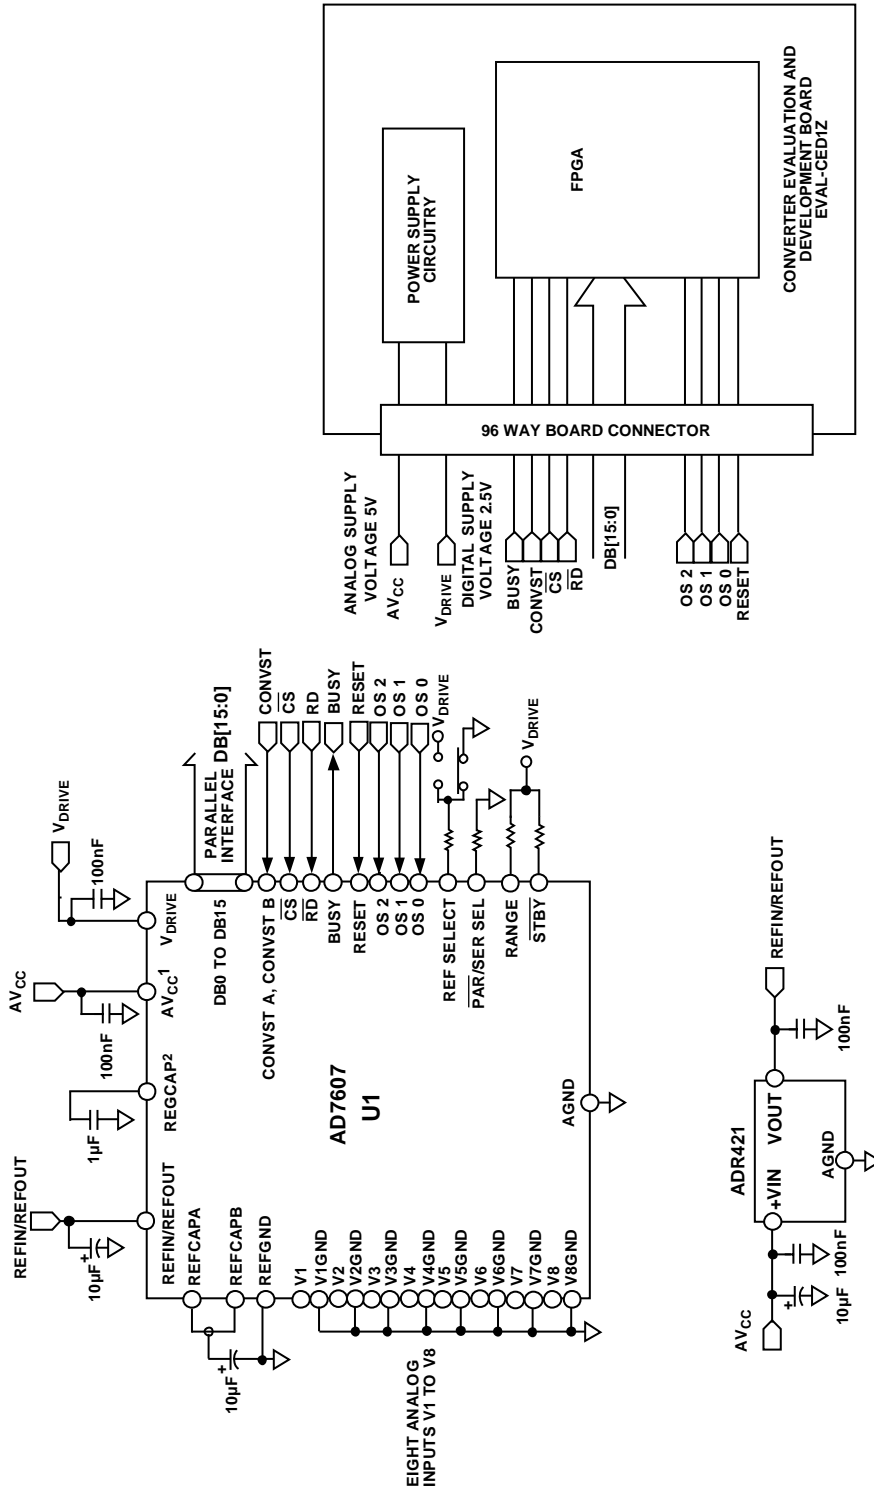 REFIN/REFOUT
10µF
+
1µF
AVCC
100nF
VDRIVE
100nF
REFIN/REFOUT
REGCAP2
AVCC1
VDRIVE
REFCAPA
REFCAPB
REFGND
10µF
+
V1
V1GND
V2
V2GND
V3
V3GND
V4
V4GND
V5
V5GND
V6
V6GND
V7
V7GND
V8
V8GND
EIGHT ANALOG
INPUTS V1 TO V8
AD7607
U1
AGND
DB0 TO DB15
CONVST A, CONVST B
CS
RD
BUSY
RESET
OS 2
OS 1
OS 0
REF SELECT
PAR/SER SEL
RANGE
STBY
PARALLEL
INTERFACE
DB[15:0]
CONVST
CS
RD
BUSY
RESET
OS 2
OS 1
OS 0
VDRIVE
VDRIVE
ANALOG SUPPLY
VOLTAGE 5V
AVCC
VDRIVE
DIGITAL SUPPLY
VOLTAGE 2.5V
BUSY
CONVST
CS
RD
DB[15:0]
OS 2
OS 1
OS 0
RESET
96 WAY BOARD CONNECTOR
POWER SUPPLY
CIRCUITRY
FPGA
CONVERTER EVALUATION AND
DEVELOPMENT BOARD
EVAL-CED1Z
AVCC
+
10µF
100nF
ADR421
+VIN
VOUT
AGND
100nF
REFIN/REFOUT